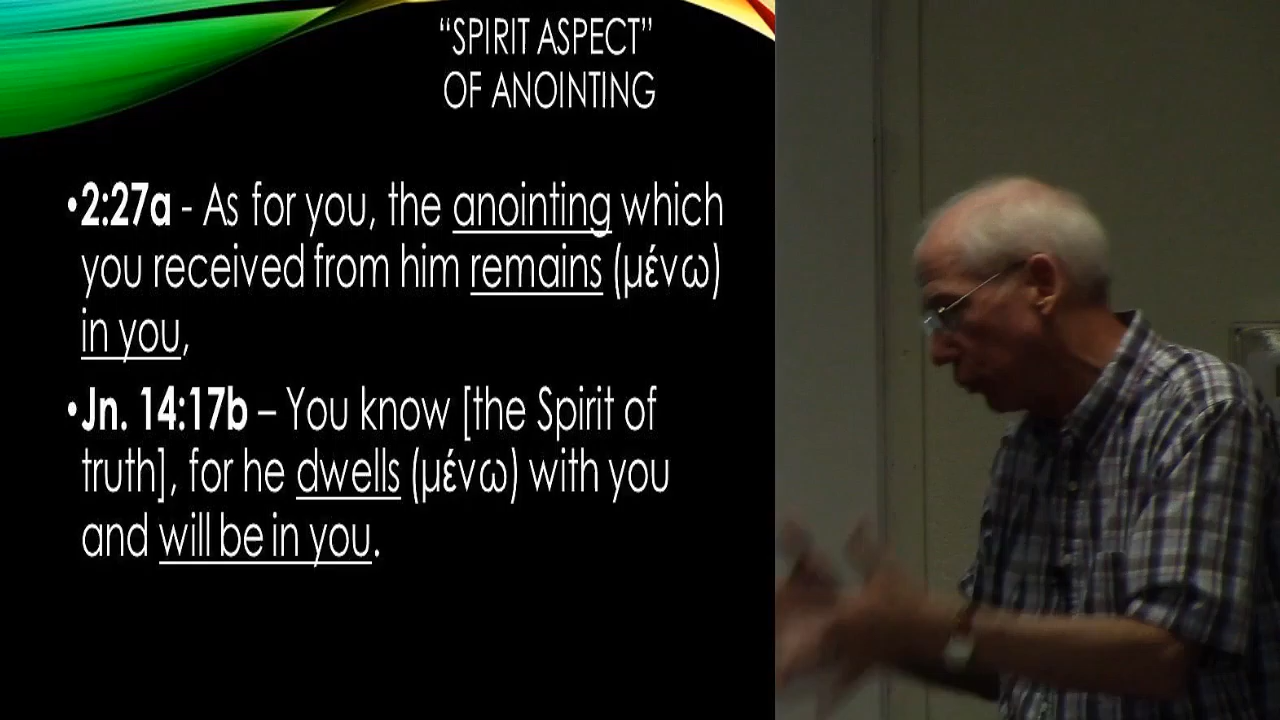 “SPIRIT ASPECT”
OF ANOINTING
•2:27a - As for you, the anointing which
you received from him remains (μένω)
in you,
•Jn. 14:17b – You know [the Spirit of
truth], for he dwells (μένω) with you
and will be in you.